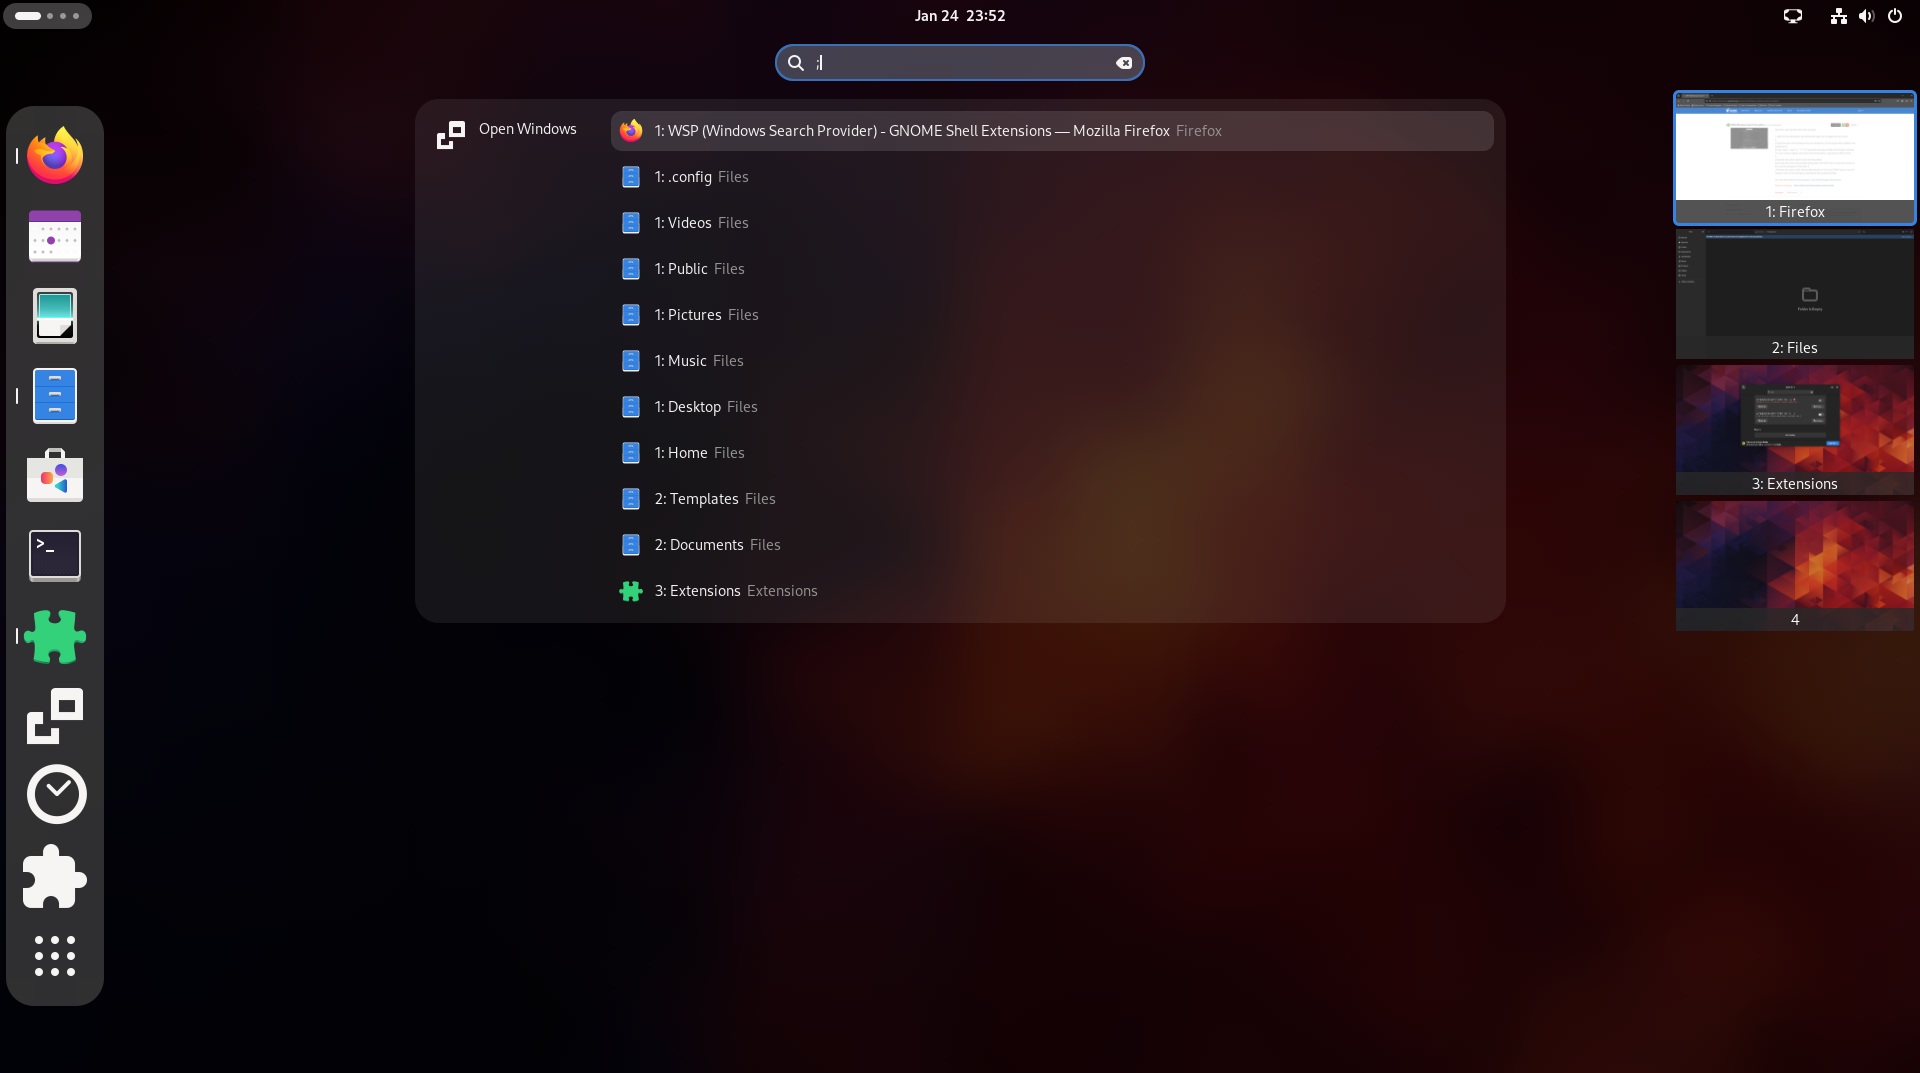 Jan 24 23:52
;
Open Windows
1: WSP (Windows Search Provider) - GNOME Shell Extensions — Mozilla Firefox Firefox
1: .config Files
1: Videos Files
1: Public Files
1: Pictures Files
1: Music Files
1: Desktop Files
1: Home Files
2: Templates Files
2: Documents Files
3: Extensions Extensions
1: Firefox
2: Files
3: Extensions
4
>_